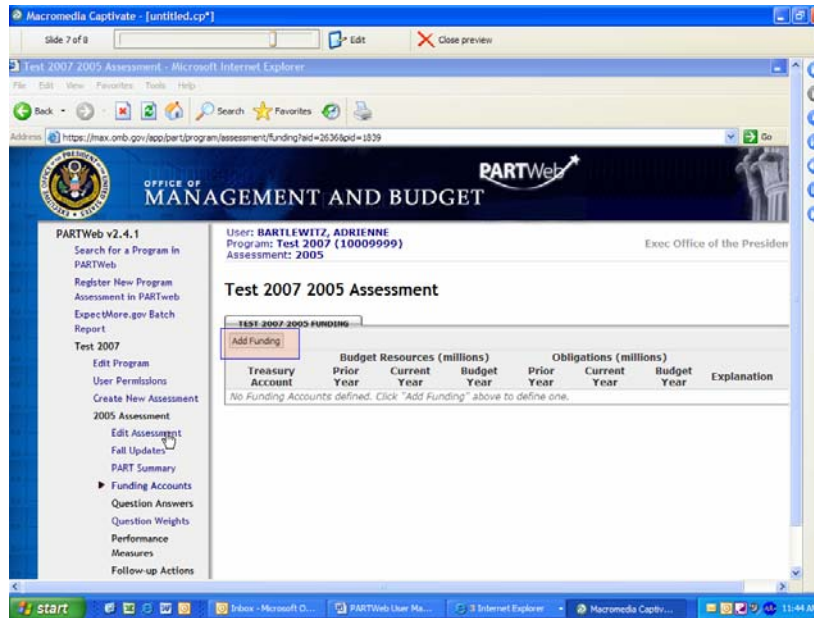 Macromedia Captivate - [untitled.cp*]
Slide 7 of 8 Edit Close preview
Test 2007 2005 Assessment - Microsoft Internet Explorer
File Edit View Favorites Tools Help
Back Search Favorites
Address https://max.omb.gov/app/part/program/assessment/funding?aid=2636&pid=1839 Go
OFFICE OF
MANAGEMENT AND BUDGET
PARTWeb
PARTWeb v2.4.1
Search for a Program in
PARTWeb
Register New Program
Assessment in PARTweb
ExpectMore.gov Batch
Report
Test 2007
Edit Program
User Permissions
Create New Assessment
2005 Assessment
Edit Assessment
Fall Updates
PART Summary
Funding Accounts
Question Answers
Question Weights
Performance
Measures
Follow-up Actions
User: BARTLEWITZ, ADRIENNE
Program: Test 2007 (10009999)
Assessment: 2005
Exec Office of the Presiden
Test 2007 2005 Assessment
TEST 2007 2005 FUNDING
Add Funding
Budget Resources (millions) Obligations (millions)
Treasury Account Prior Year Current Year Budget Year Prior Year Current Year Budget Year Explanation
No Funding Accounts defined. Click "Add Funding" above to define one.
start Inbox - Microsoft O... PARTWeb User Ma... 3 Internet Explorer Macromedia Captiv... 11:44 AM